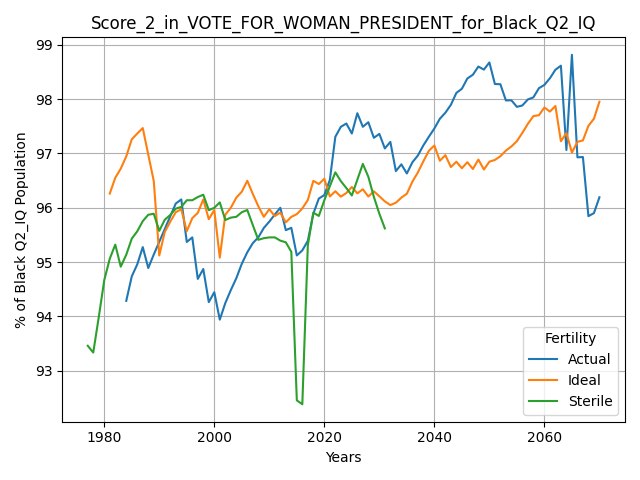 Score_2_in_VOTE_FOR_WOMAN_PRESIDENT_for_Black_Q2_IQ
99
98
97
96
95
94
93
% of Black Q2_IQ Population
1980
2000
2020
2040
2060
Years
Fertility
Actual
Ideal
Sterile